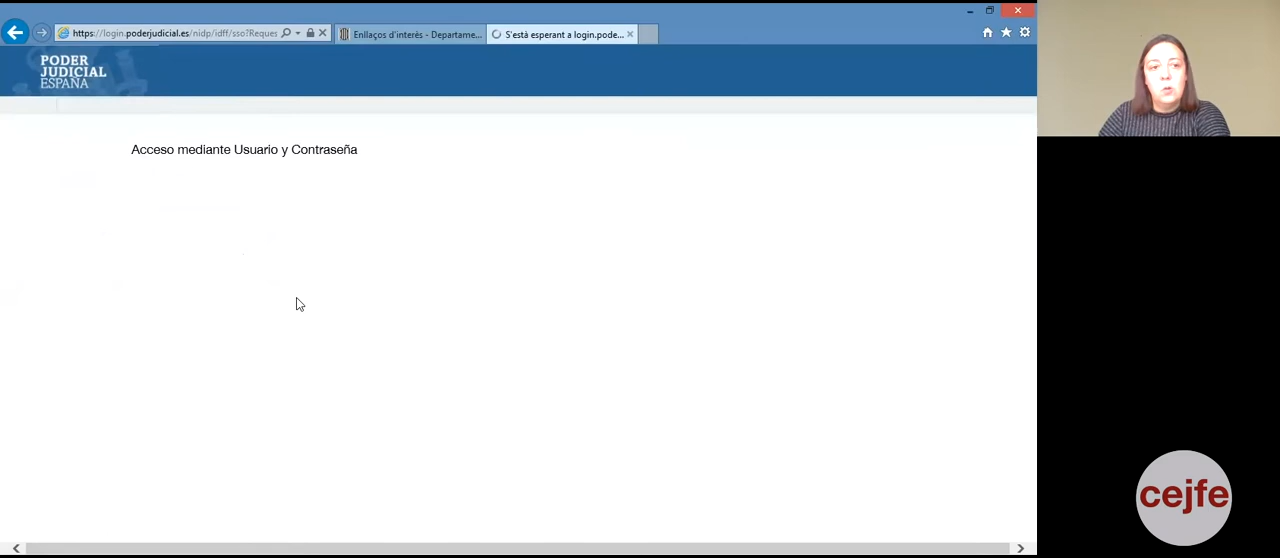 https://login.poderjudicial.es/nidp/idff/sso?Reques
Enllaços d'interès - Departame...
S'està esperant a login.pode...
PODER
JUDICIAL
ESPAÑA
Acceso mediante Usuario y Contraseña
cejfe